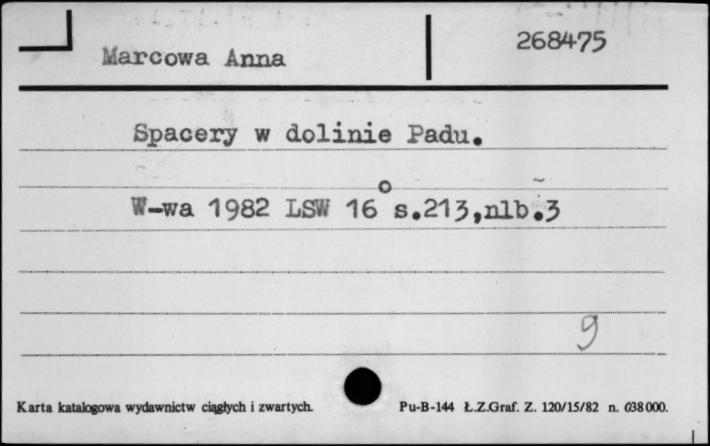 Marcowa Anna
268475
Spacery w dolinie Padu.
W-wa 1982 LSW 16° s.213,nlb.3
9
Karta katalogowa wydawnictw ciągłych i zwartych.
Pu-B-144 Ł.Z.Graf. Z. 120/15/82 n. 638000.